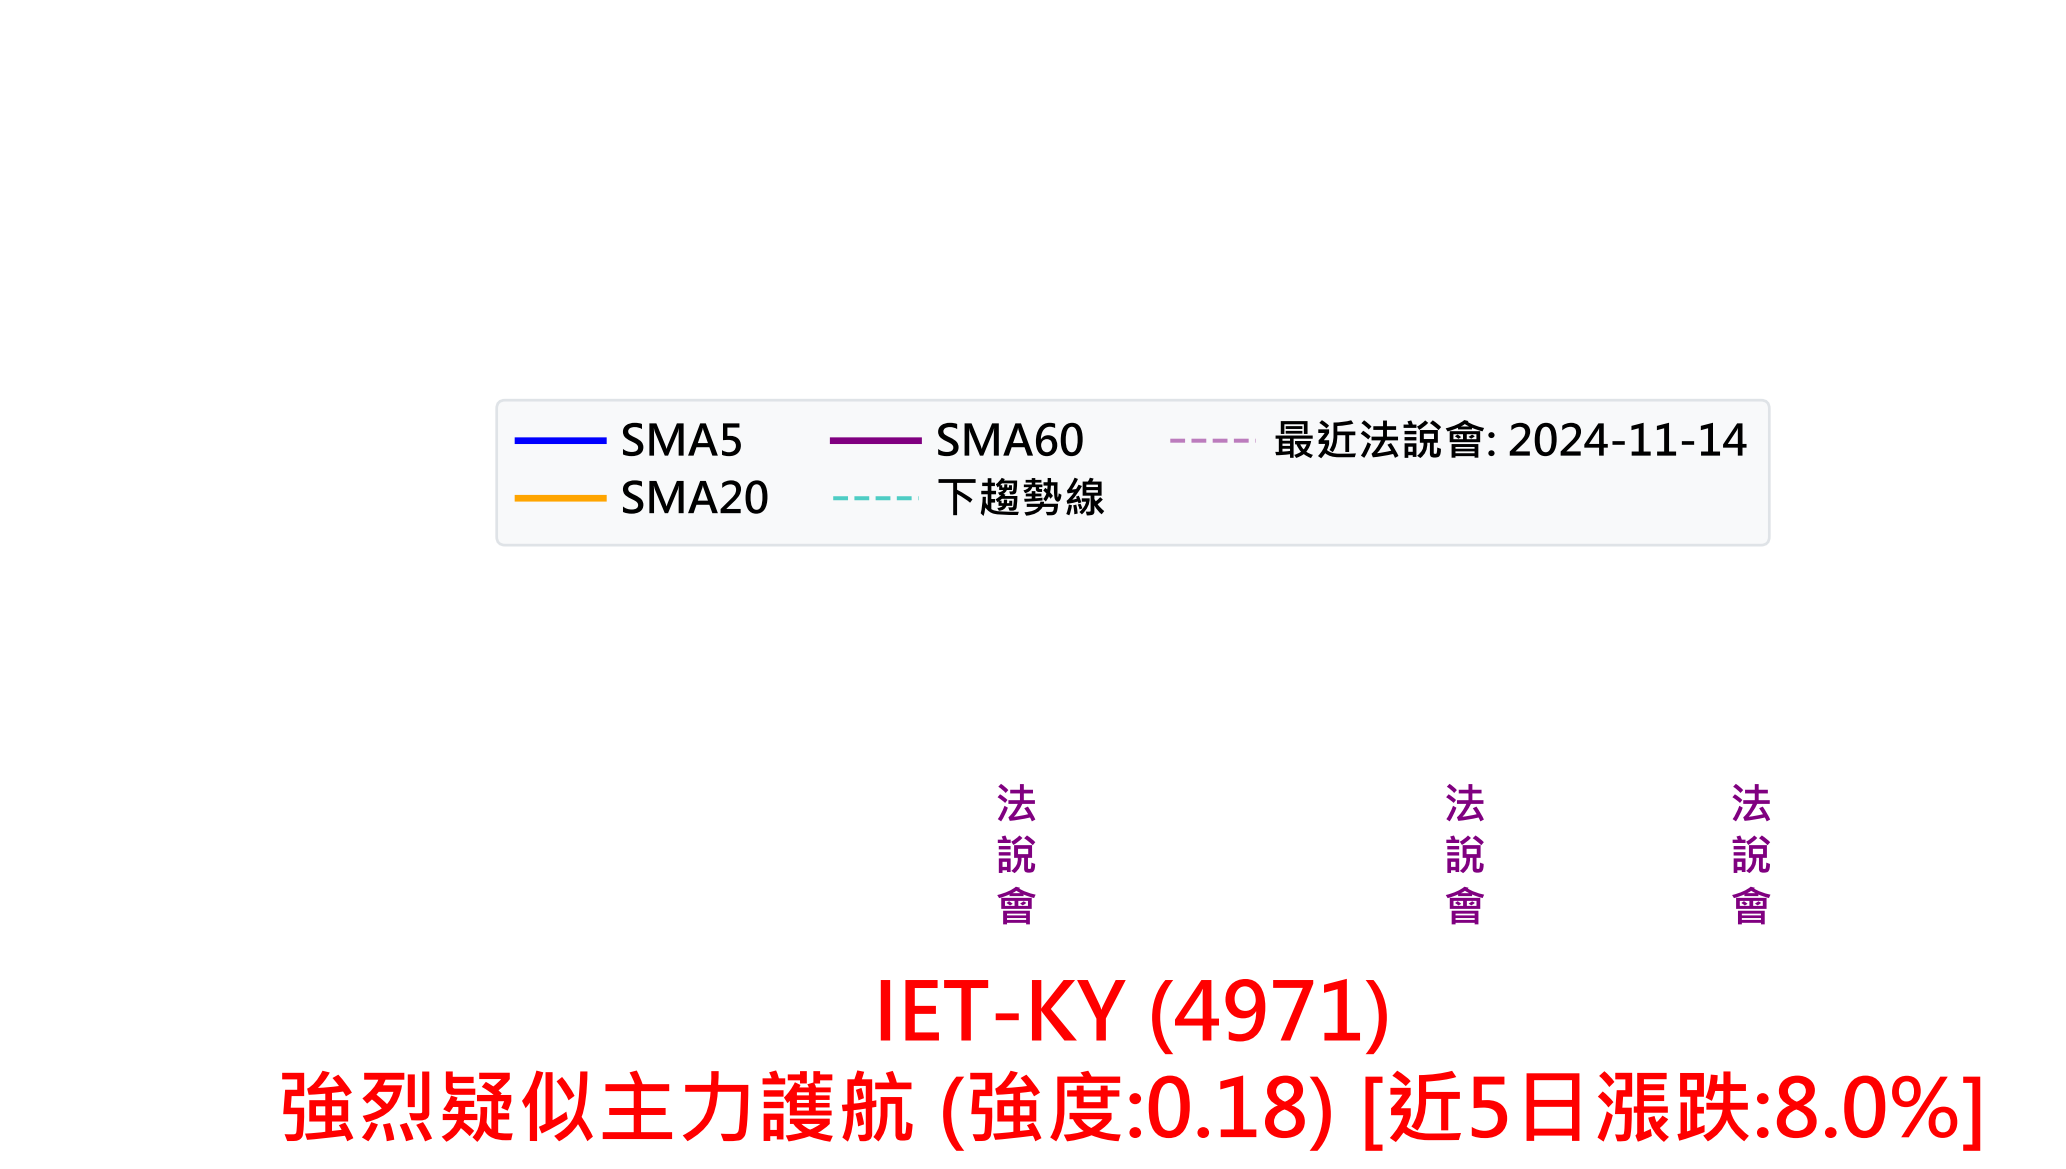 SMA5
SMA20
SMA60
下趨勢線
最近法說會: 2024-11-14
法說會
法說會
法說會
IET-KY (4971)
強烈疑似主力護航 (強度:0.18) [近5日漲跌:8.0%]